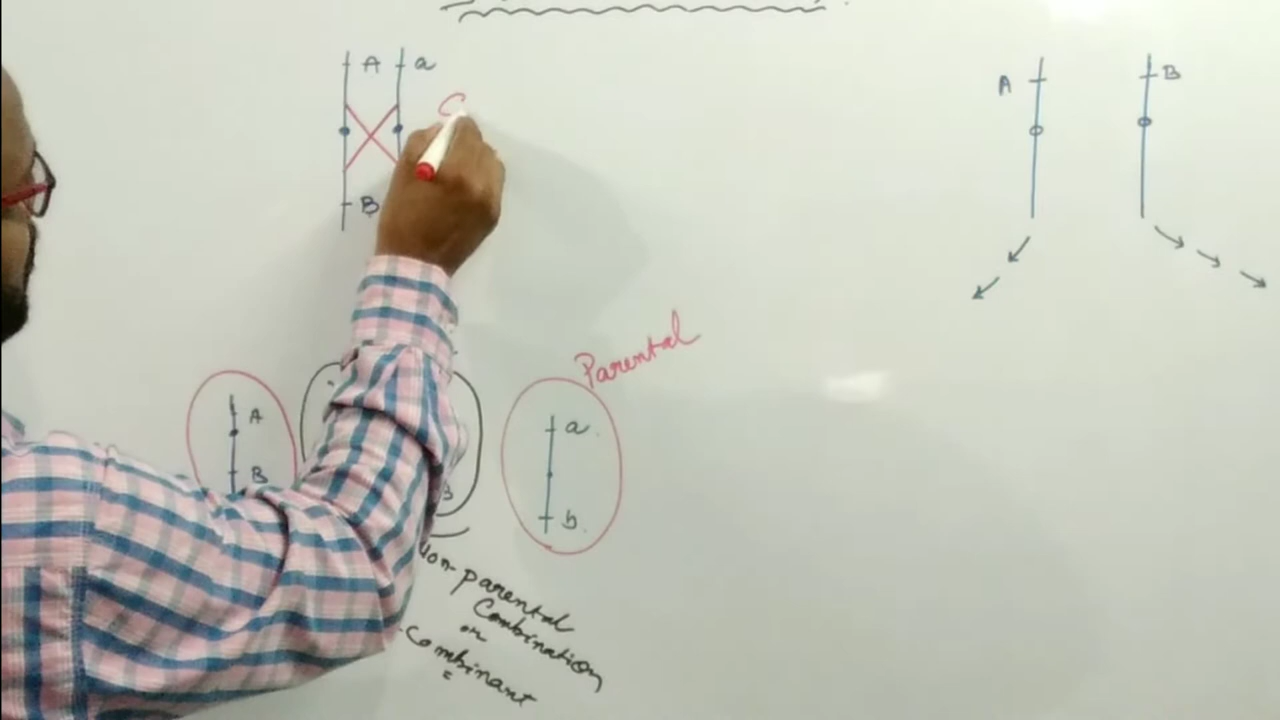 A a
B
C
A
B
Parental
A
B
a
b
Non-parental
Combination
or
-combinant